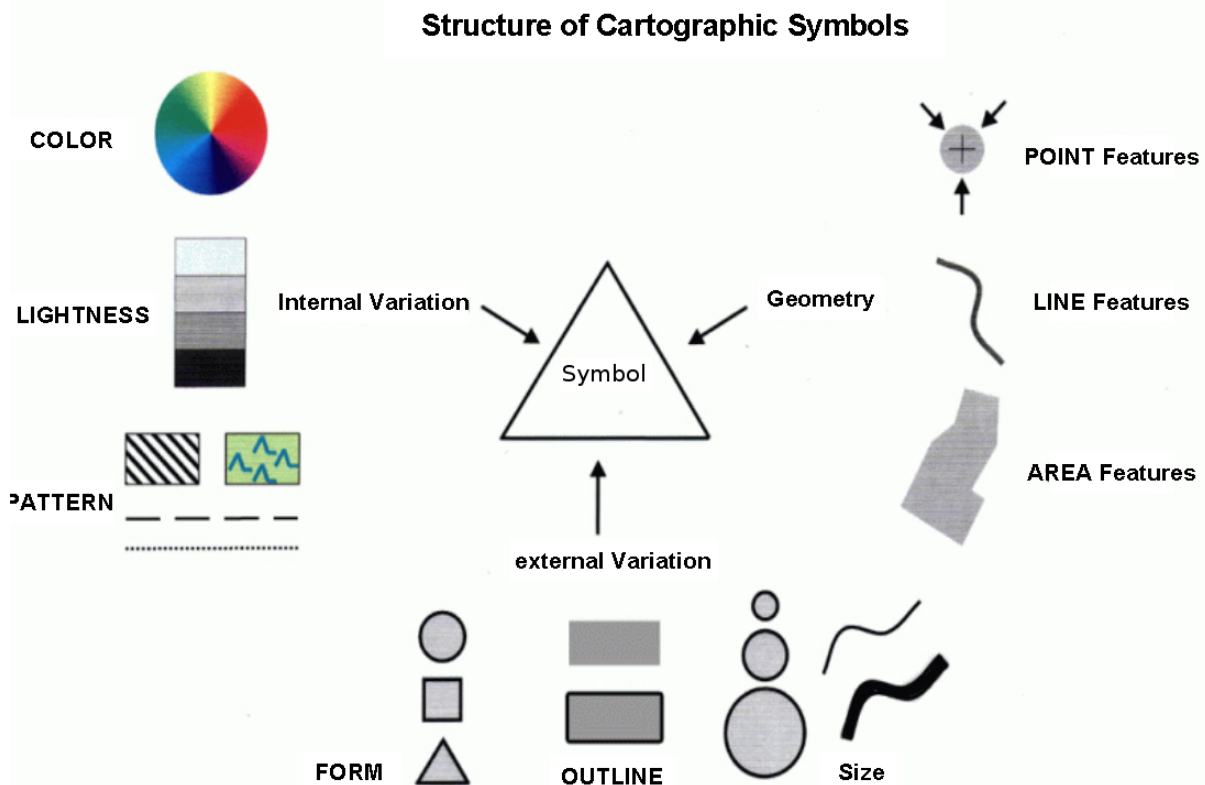 Structure of Cartographic Symbols
COLOR
POINT Features
Internal Variation
Geometry
LIGHTNESS
LINE Features
Symbol
PATTERN
AREA Features
external Variation
FORM
OUTLINE
Size